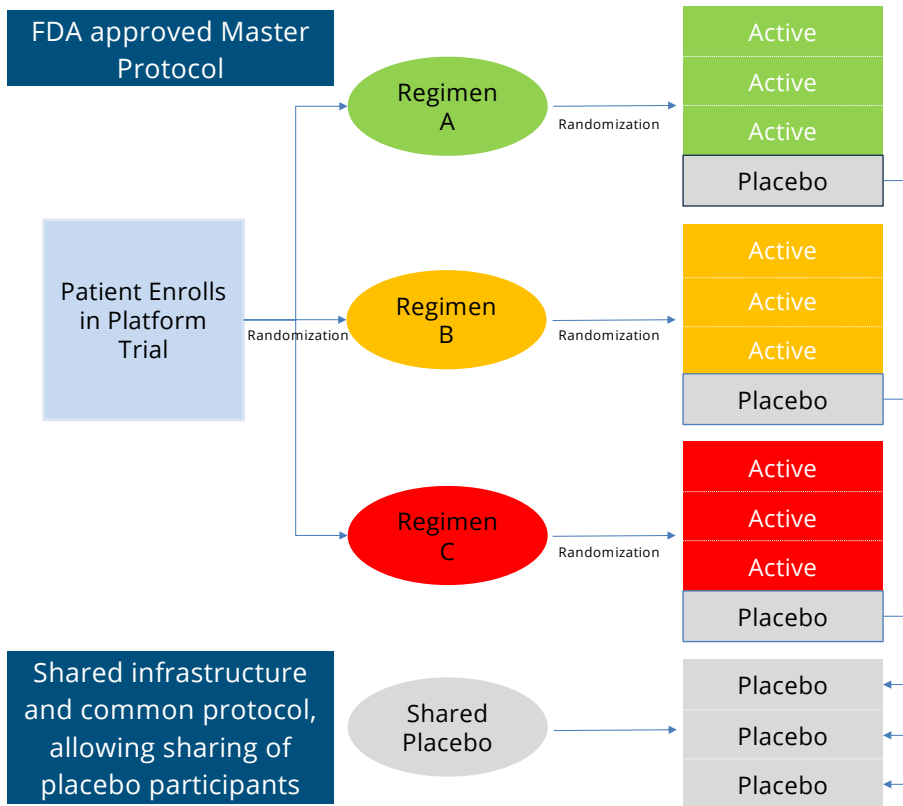 FDA approved Master
Protocol
Patient Enrolls
in Platform
Trial
Randomization
Regimen
A
Randomization
Active
Active
Active
Placebo
Regimen
B
Randomization
Active
Active
Active
Placebo
Regimen
C
Randomization
Active
Active
Active
Placebo
Shared infrastructure
and common protocol,
allowing sharing of
placebo participants
Shared
Placebo
Placebo
Placebo
Placebo